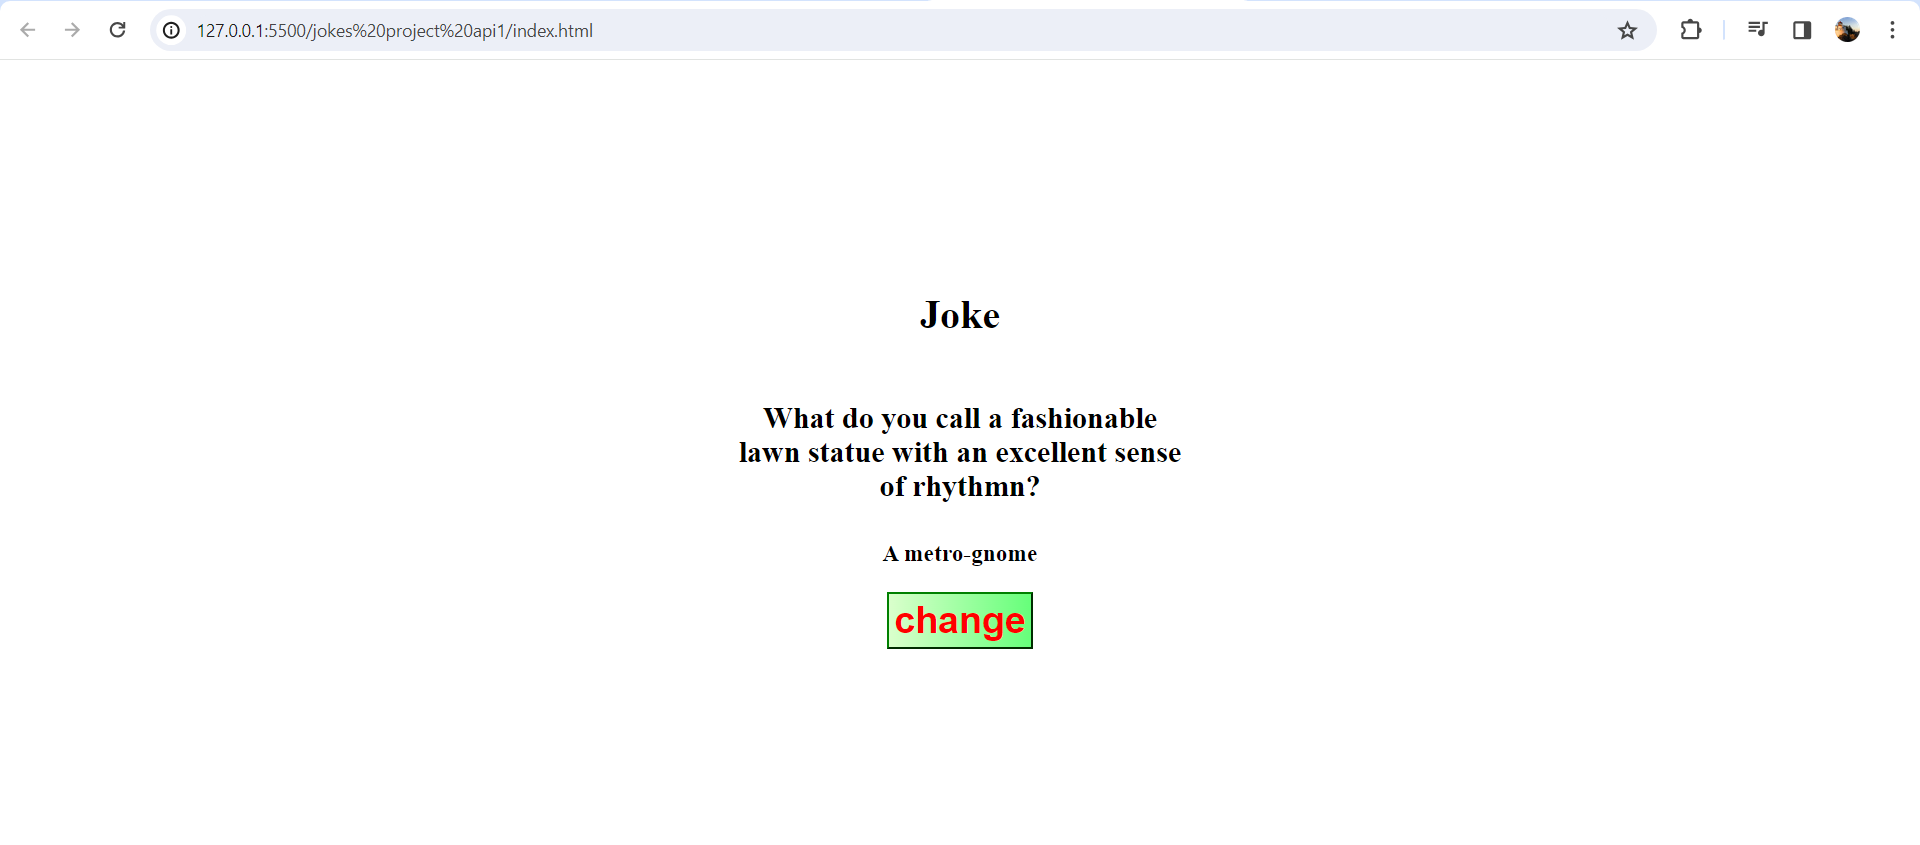 127.0.0.1:5500/jokes%20project%20api1/index.html
Joke
What do you call a fashionable
lawn statue with an excellent sense
of rhythmn?
A metro-gnome
change